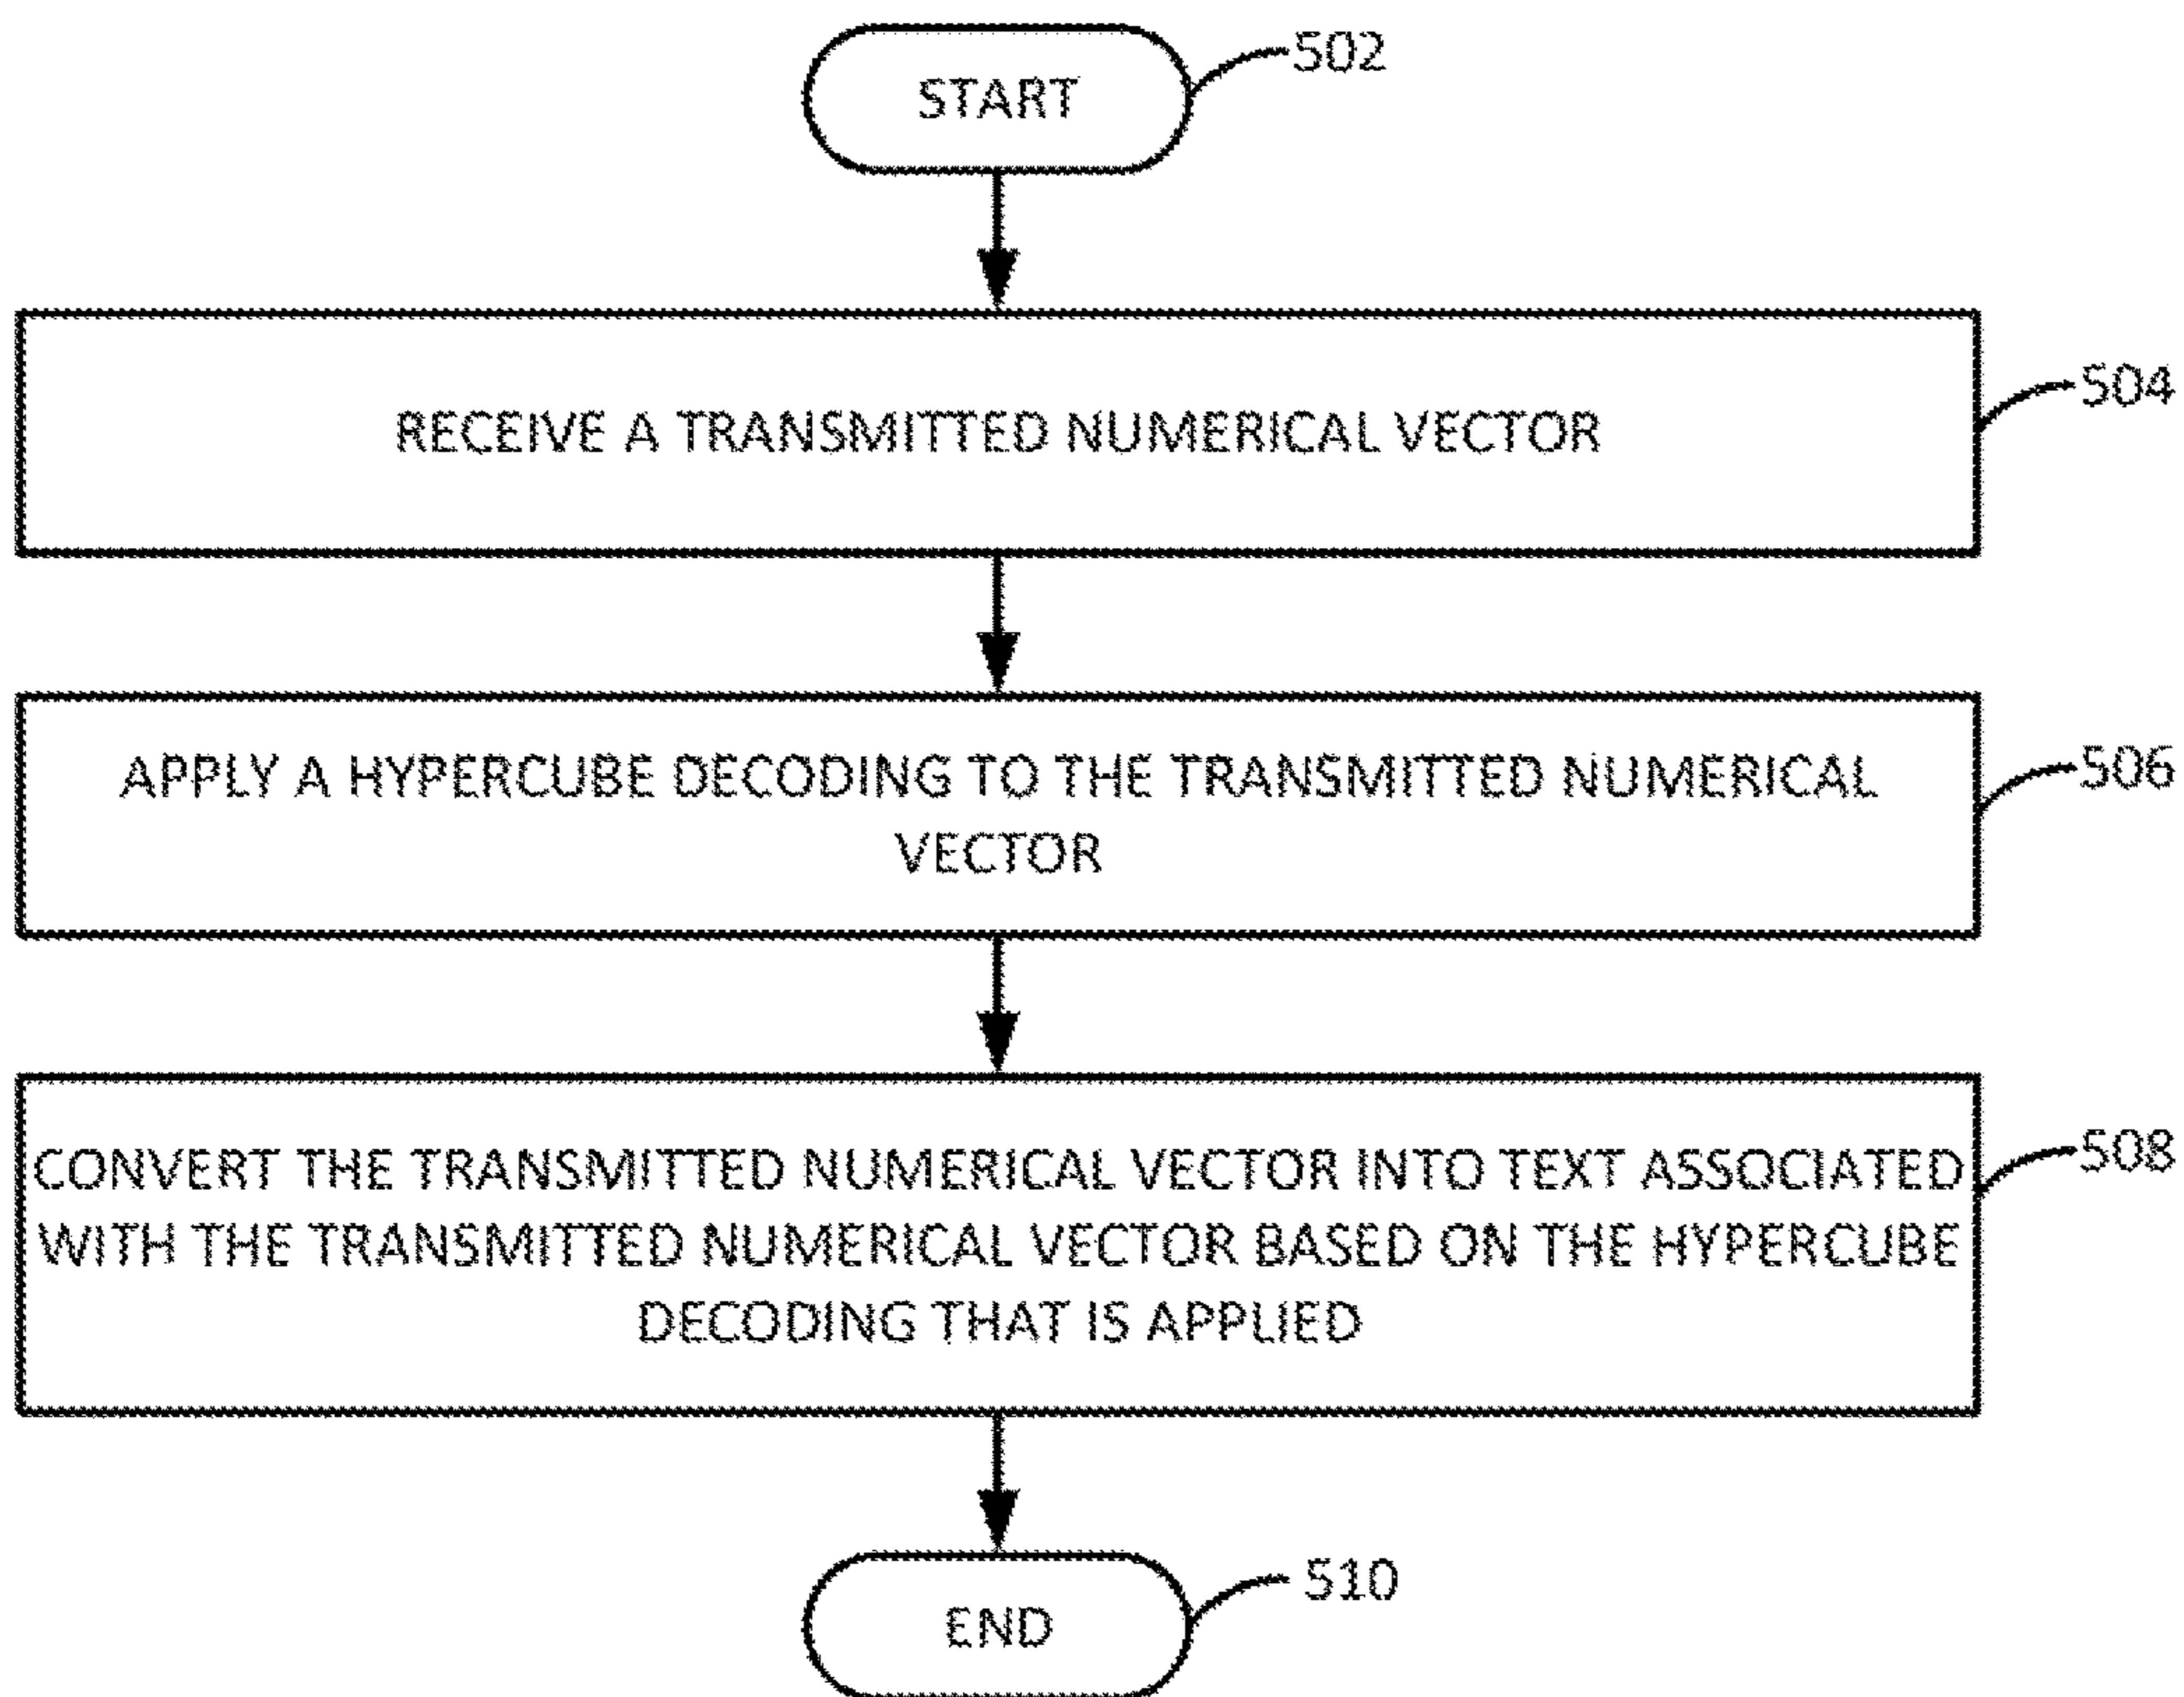 START
502
RECEIVE A TRANSMITTED NUMERICAL VECTOR
504
APPLY A HYPERCUBE DECODING TO THE TRANSMITTED NUMERICAL
VECTOR
506
CONVERT THE TRANSMITTED NUMERICAL VECTOR INTO TEXT ASSOCIATED
WITH THE TRANSMITTED NUMERICAL VECTOR BASED ON THE HYPERCUBE
DECODING THAT IS APPLIED
508
END
510